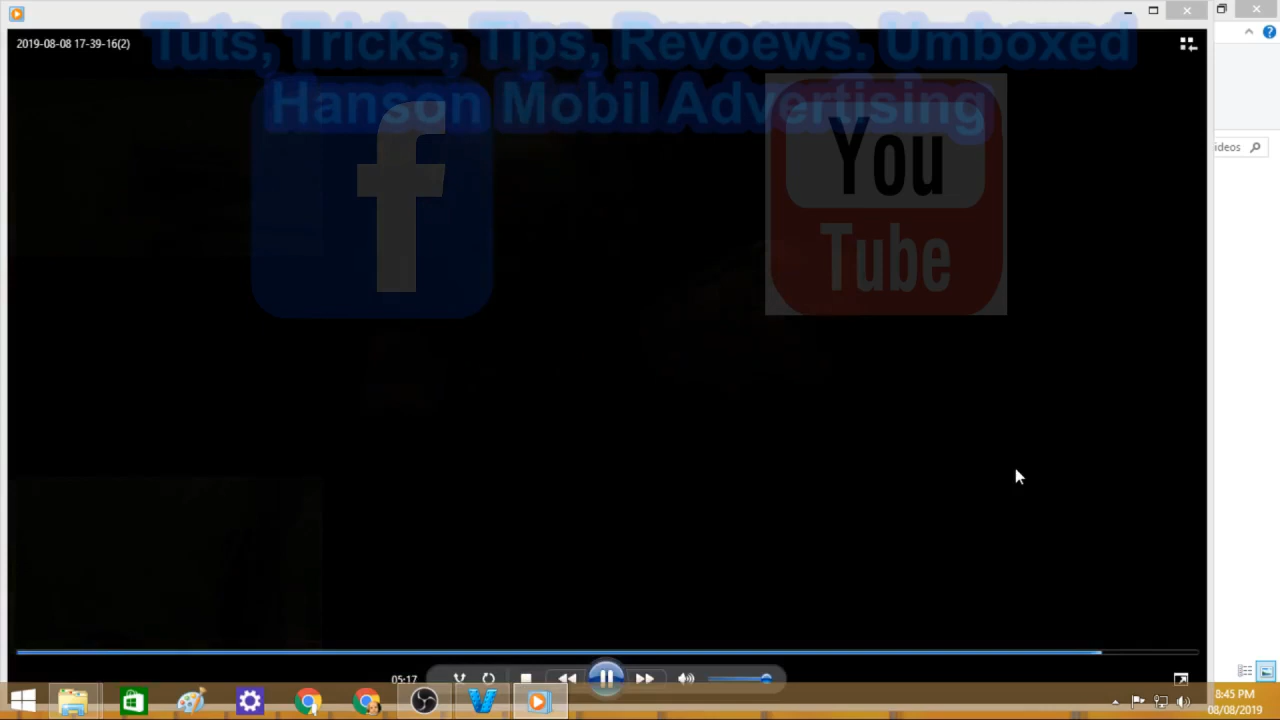 2019-08-08 17-39-16(2)
Tuts, Tricks, Tips, Revoews. Umboxed
Hanson Mobil Advertising
f
You
Tube
ideos
05:17
8:45 PM
08/08/2019